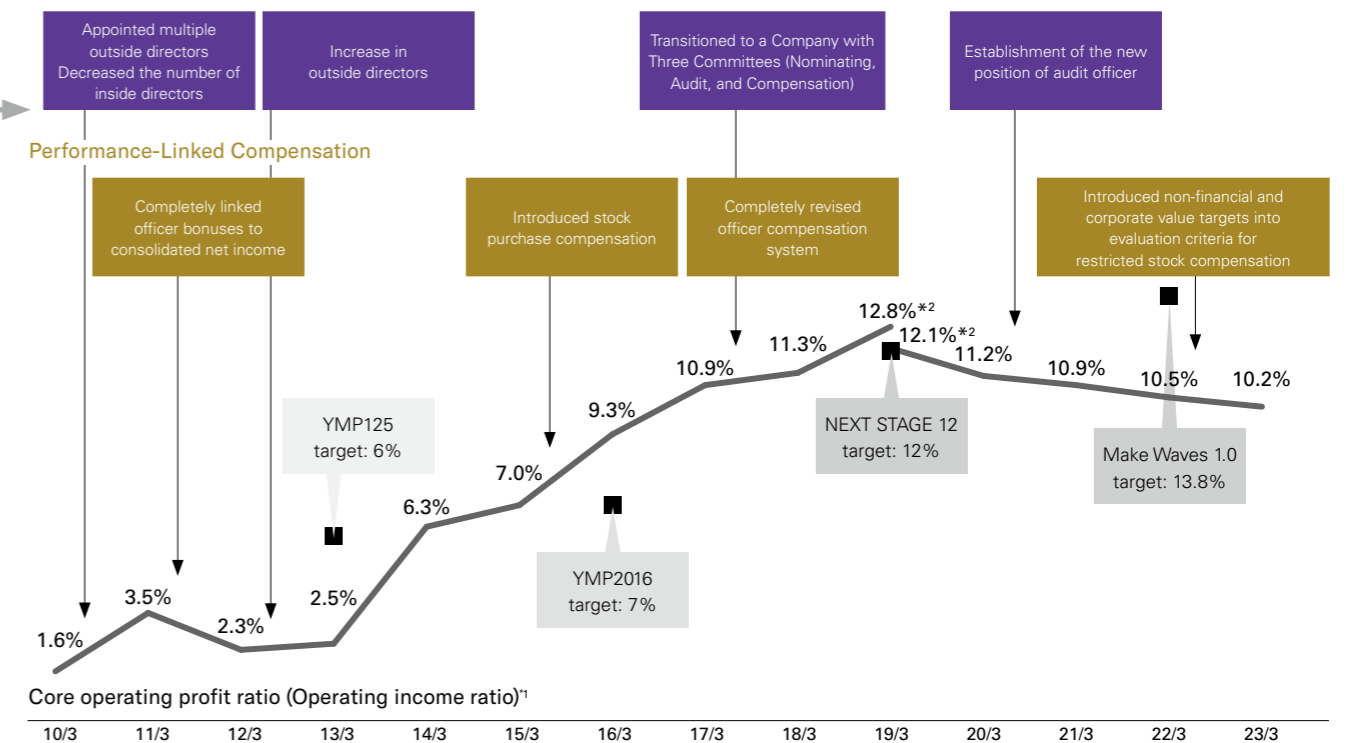 Appointed multiple
outside directors
Decreased the number of
inside directors
Increase in
outside directors
Transitioned to a Company with
Three Committees (Nominating,
Audit, and Compensation)
Establishment of the new
position of audit officer
Performance-Linked Compensation
Completely linked
officer bonuses to
consolidated net income
Introduced stock
purchase compensation
Completely revised
officer compensation
system
Introduced non-financial and
corporate value targets into
evaluation criteria for
restricted stock compensation
1.6%
3.5%
2.3%
2.5%
6.3%
7.0%
9.3%
10.9%
11.3%
12.8%*2
12.1%*2
11.2%
10.9%
10.5%
10.2%
YMP125
target: 6%
YMP2016
target: 7%
NEXT STAGE 12
target: 12%
Make Waves 1.0
target: 13.8%
Core operating profit ratio (Operating income ratio)*1
10/3 11/3 12/3 13/3 14/3 15/3 16/3 17/3 18/3 19/3 20/3 21/3 22/3 23/3